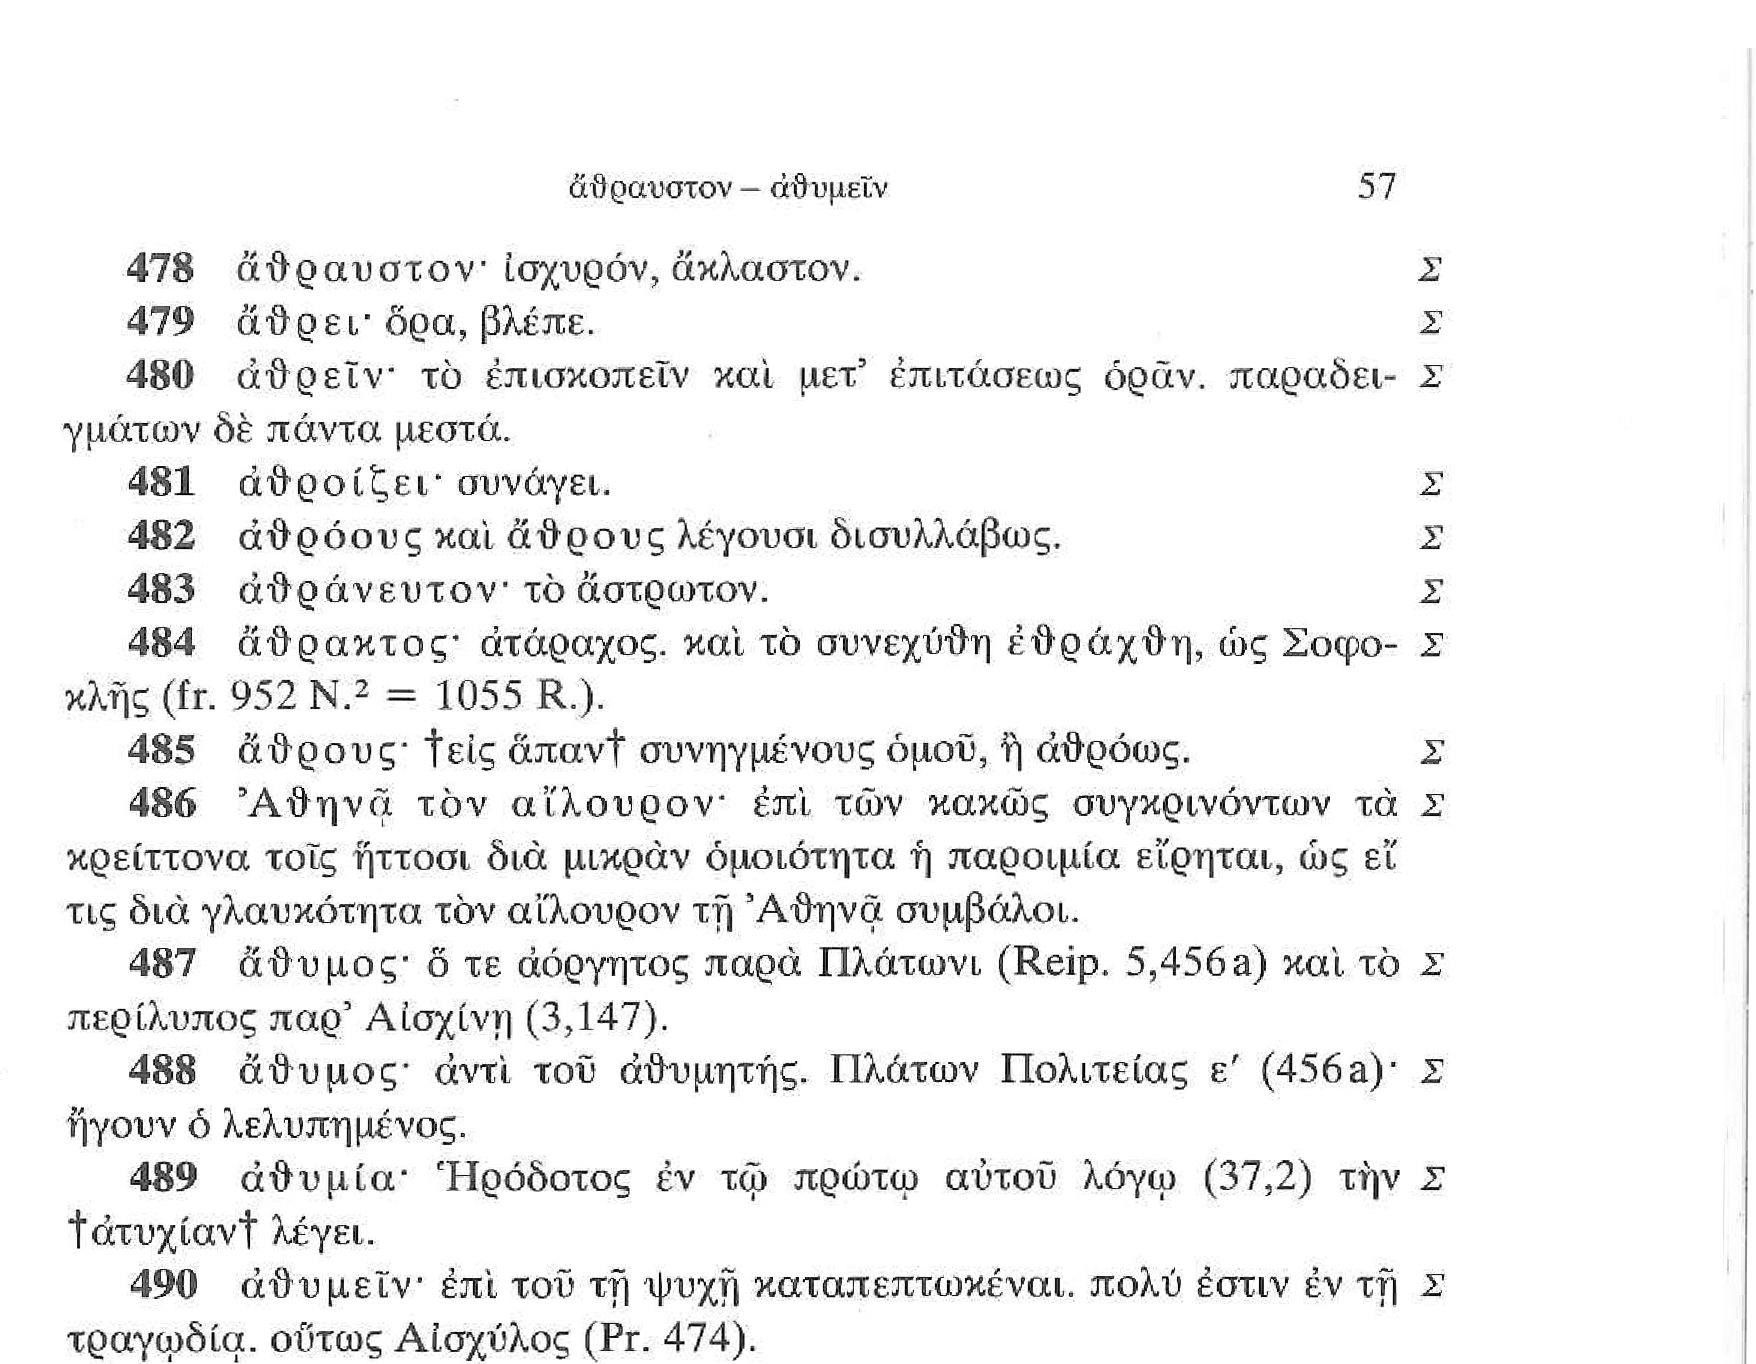 ἄθραυστον – ἀθυμεῖν 57
478 ἄθραυστον· ἰσχυρόν, ἄκλαστον. Σ
479 ἄθρει· ὅρα, βλέπε. Σ
480 ἀθρεῖν· τὸ ἐπισκοπεῖν καὶ μετ’ ἐπιτάσεως ὁρᾶν. παραδει- Σ
γμάτων δὲ πάντα μεστά.
481 ἀθροίζει· συνάγει. Σ
482 ἀθρόους καὶ ἄθρους λέγουσι δισυλλάβως. Σ
483 ἀθράνευτον· τὸ ἄστρωτον. Σ
484 ἄθρακτος· ἀτάραχος. καὶ τὸ συνεχύθη ἐθράχθη, ὡς Σοφο- Σ
κλῆς (fr. 952 N.² = 1055 R.).
485 ἄθρους· †εἰς ἅπαν† συνηγμένους ὁμοῦ, ἢ ἀθρόως. Σ
486 Ἀθηνᾷ τὸν αἴλουρον· ἐπὶ τῶν κακῶς συγκρινόντων τὰ Σ
κρείττονα τοῖς ἥττοσι διὰ μικρὰν ὁμοιότητα ἡ παροιμία εἴρηται, ὡς εἴ
τις διὰ γλαυκότητα τὸν αἴλουρον τῇ Ἀθηνᾷ συμβάλοι.
487 ἄθυμος· ὅ τε ἀόργητος παρὰ Πλάτωνι (Reip. 5,456a) καὶ τὸ Σ
περίλυπος παρ’ Αἰσχίνῃ (3,147).
488 ἄθυμος· ἀντὶ τοῦ ἀθυμητής. Πλάτων Πολιτείας ε′ (456a)· Σ
ἤγουν ὁ λελυπημένος.
489 ἀθυμία· Ἡρόδοτος ἐν τῷ πρώτῳ αὐτοῦ λόγῳ (37,2) τὴν Σ
†ἀτυχίαν† λέγει.
490 ἀθυμεῖν· ἐπὶ τοῦ τῇ ψυχῇ καταπεπτωκέναι. πολύ ἐστιν ἐν τῇ Σ
τραγῳδίᾳ. οὕτως Αἰσχύλος (Pr. 474).